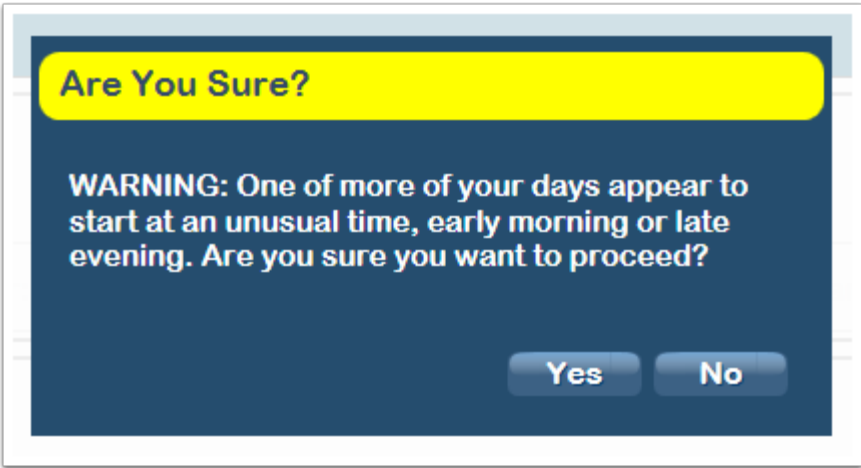 Are You Sure?
WARNING: One of more of your days appear to
start at an unusual time, early morning or late
evening. Are you sure you want to proceed?
Yes No